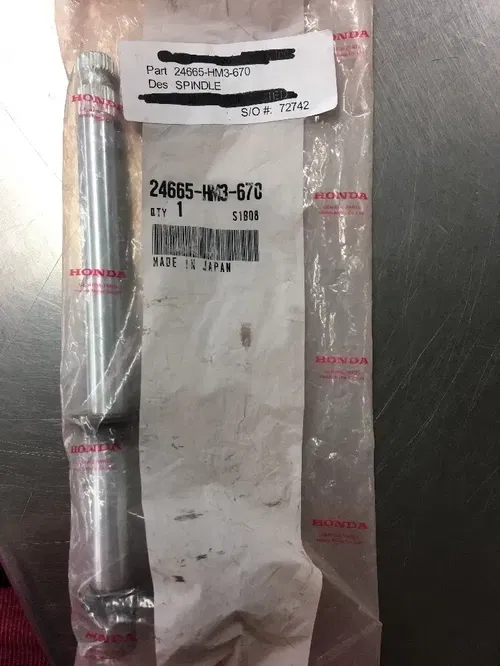 Part 24665-HM3-670
Des SPINDLE
S/O #: 72742
HONDA
24665-HM3-670
QTY 1 S1808
MADE IN JAPAN
HONDA
HONDA
HONDA
HONDA
HONDA
HONDA